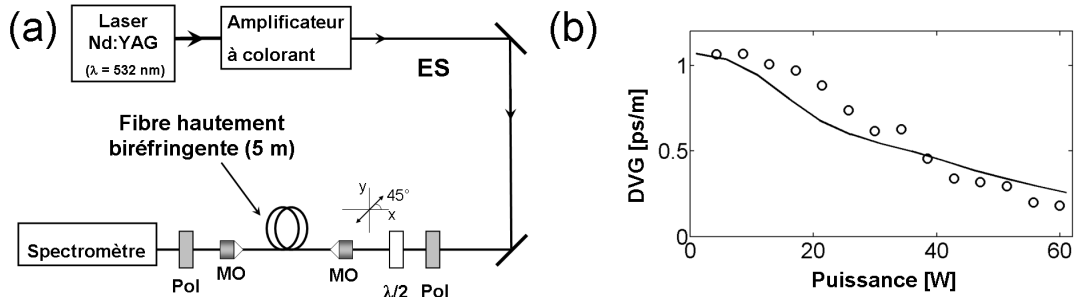 (a)
Laser
Nd:YAG
(λ = 532 nm)
Amplificateur
à colorant
ES
Fibre hautement
biréfringente (5 m)
y
45°
x
Spectromètre
Pol
MO
MO
λ/2
Pol
(b)
DVG [ps/m]
1
0.5
0
0
20
40
60
Puissance [W]